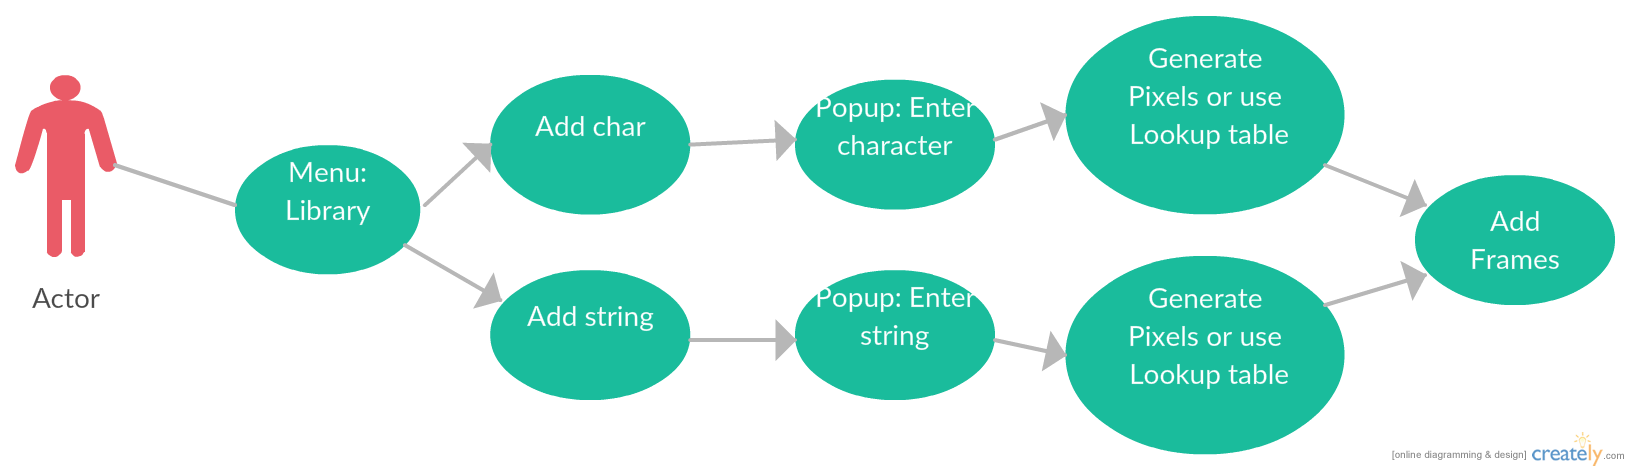 Actor
Menu:
Library
Add char
Add string
Popup: Enter
character
Popup: Enter
string
Generate
Pixels or use
Lookup table
Generate
Pixels or use
Lookup table
Add
Frames
[online diagramming & design] creately.com